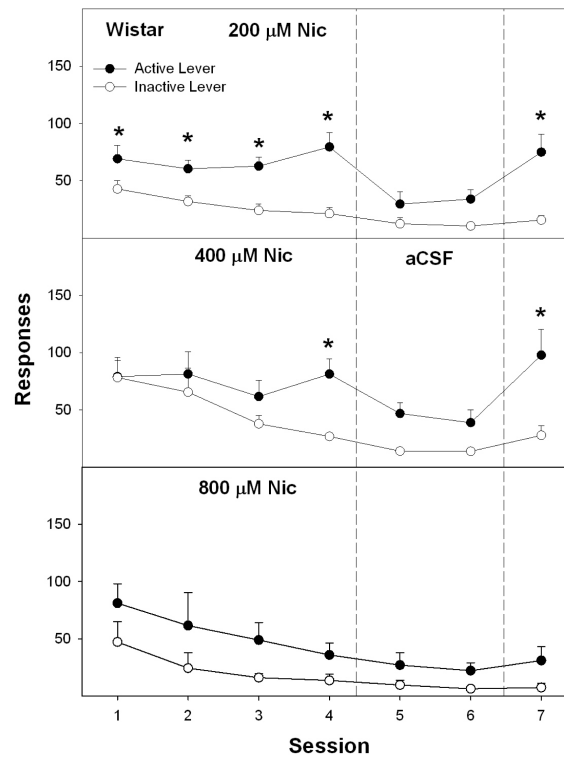 Wistar 200 μM Nic
Active Lever
Inactive Lever
150
100
50
* * * * *
400 μM Nic aCSF
150
100
50
* *
Responses
800 μM Nic
150
100
50
1 2 3 4 5 6 7
Session